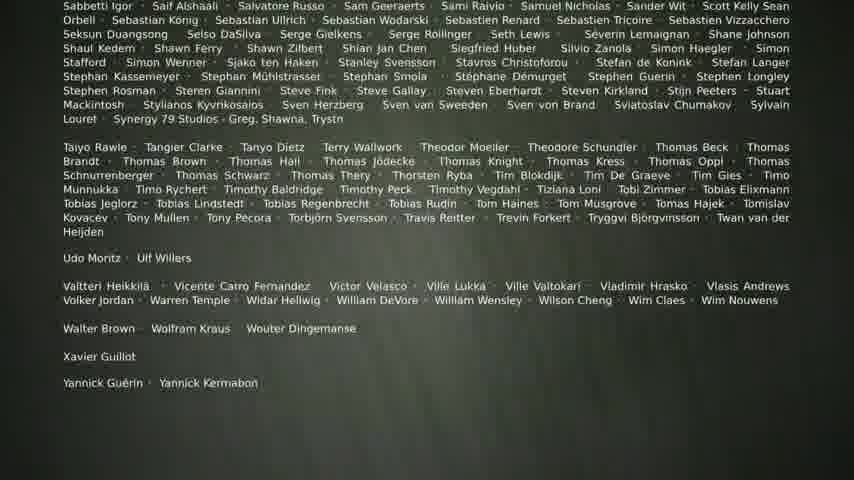 Sabbetti Igor · Saif Alshaali · Salvatore Russo · Sam Geeraerts · Sami Raivio · Samuel Nicholas · Sander Wit · Scott Kelly Sean
Orbell · Sebastian König · Sebastian Ullrich · Sebastian Wodarski · Sebastian Renard · Sebastian Tricoire · Sebastien Vizzacchero
Seksun Duangsong · Selso DaSilva · Serge Gielkens · Serge Rollinger · Seth Lewis · Séverin Lemaignan · Shane Johnson
Shaul Kedem · Shawn Ferry · Shawn Zilbert · Shian Jan Chen · Siegfried Huber · Silvio Zanola · Simon Haegler · Simon
Stafford · Simon Wenner · Sjako ten Haken · Stanley Svensson · Stavros Christoforou · Stefan de Konink · Stefan Langer
Stephan Kassemeyer · Stephan Mühlstrasser · Stephan Smola · Stéphane Démurget · Stephen Guerin · Stephen Longley
Stephen Rosman · Steren Giannini · Steve Fink · Steve Gallay · Steven Eberhardt · Steven Kirkland · Stijn Peeters · Stuart
Mackintosh · Stylianos Kyvrikosaios · Sven Herzberg · Sven van Sweeden · Sven von Brand · Sviatoslav Chumakov · Sylvain
Louret · Synergy 79 Studios - Greg, Shawna, Trystn
Taiyo Rawle · Tangier Clarke · Tanyo Dietz · Terry Wallwork · Theodor Moeller · Theodore Schundler · Thomas Beck · Thomas
Brandt · Thomas Brown · Thomas Hall · Thomas Jödecke · Thomas Knight · Thomas Kress · Thomas Oppl · Thomas
Schnurrenberger · Thomas Schwarz · Thomas Thery · Thorsten Ryba · Tim Blokdijk · Tim De Graeve · Tim Gies · Timo
Munnukka · Timo Rychert · Timothy Baldridge · Timothy Peck · Timothy Vegdahl · Tiziana Loni · Tobi Zimmer · Tobias Elixmann
Tobias Jeglorz · Tobias Lindstedt · Tobias Regenbrecht · Tobias Rudin · Tom Haines · Tom Musgrove · Tomas Hajek · Tomislav
Kovacev · Tony Mullen · Tony Pecora · Torbjörn Svensson · Travis Reitter · Trevin Forkert · Tryggvi Björgvinsson · Twan van der
Heijden
Udo Moritz · Ulf Willers
Valtteri Heikkilä · Vicente Carro Fernandez · Victor Velasco · Ville Lukka · Ville Valtokari · Vladimir Hrasko · Vlasis Andrews
Volker Jordan · Warren Temple · Widar Hellwig · William DeVore · William Wensley · Wilson Cheng · Wim Claes · Wim Nouwens
Walter Brown · Wolfram Kraus · Wouter Dingemanse
Xavier Guillot
Yannick Guérin · Yannick Kermabon